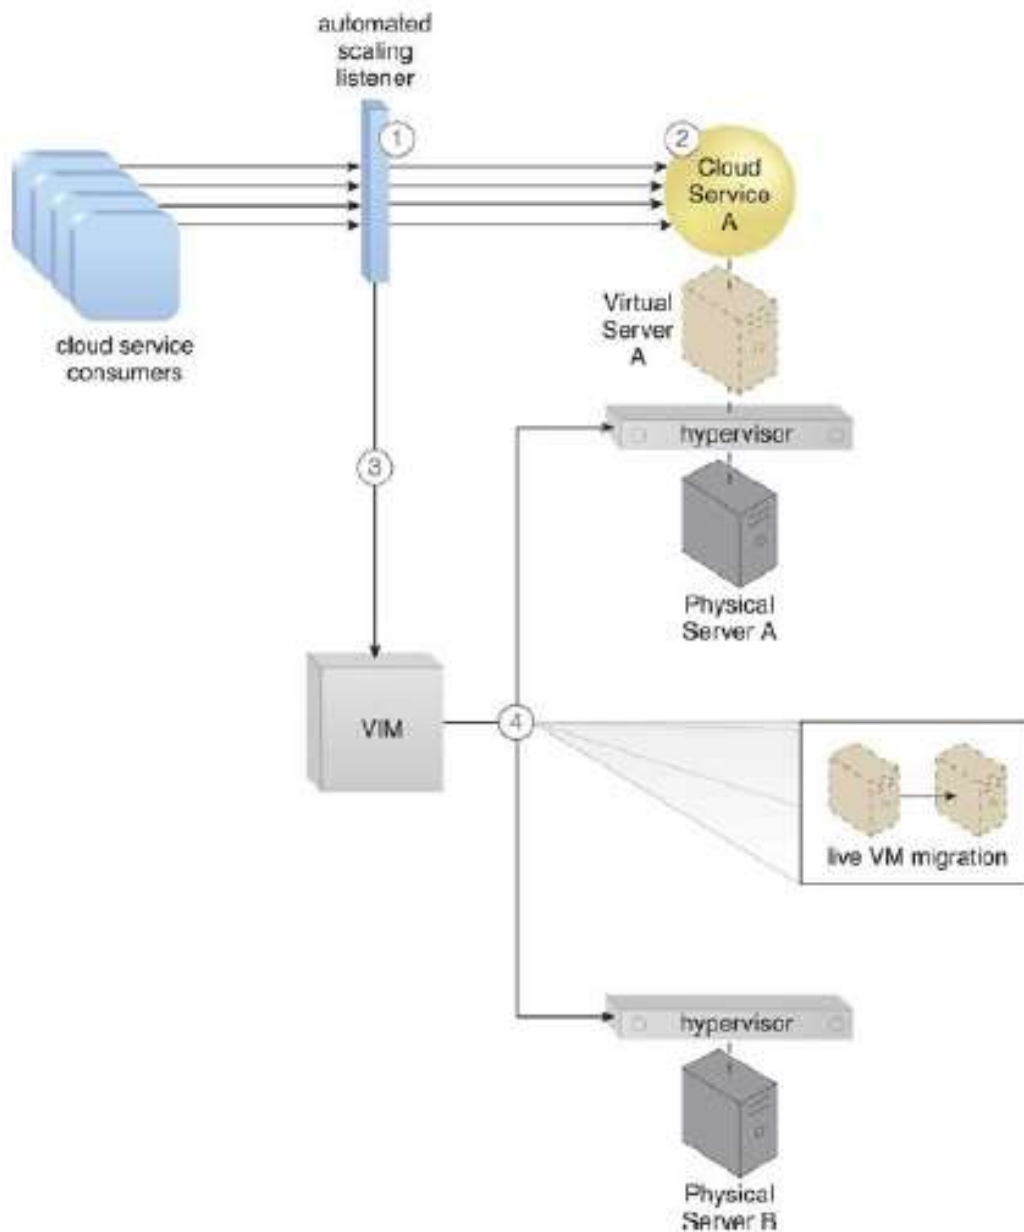 automated
scaling
listener
1
2
Cloud
Service
A
Virtual
Server
A
cloud service
consumers
hypervisor
3
Physical
Server A
VIM
4
live VM migration
hypervisor
Physical
Server B